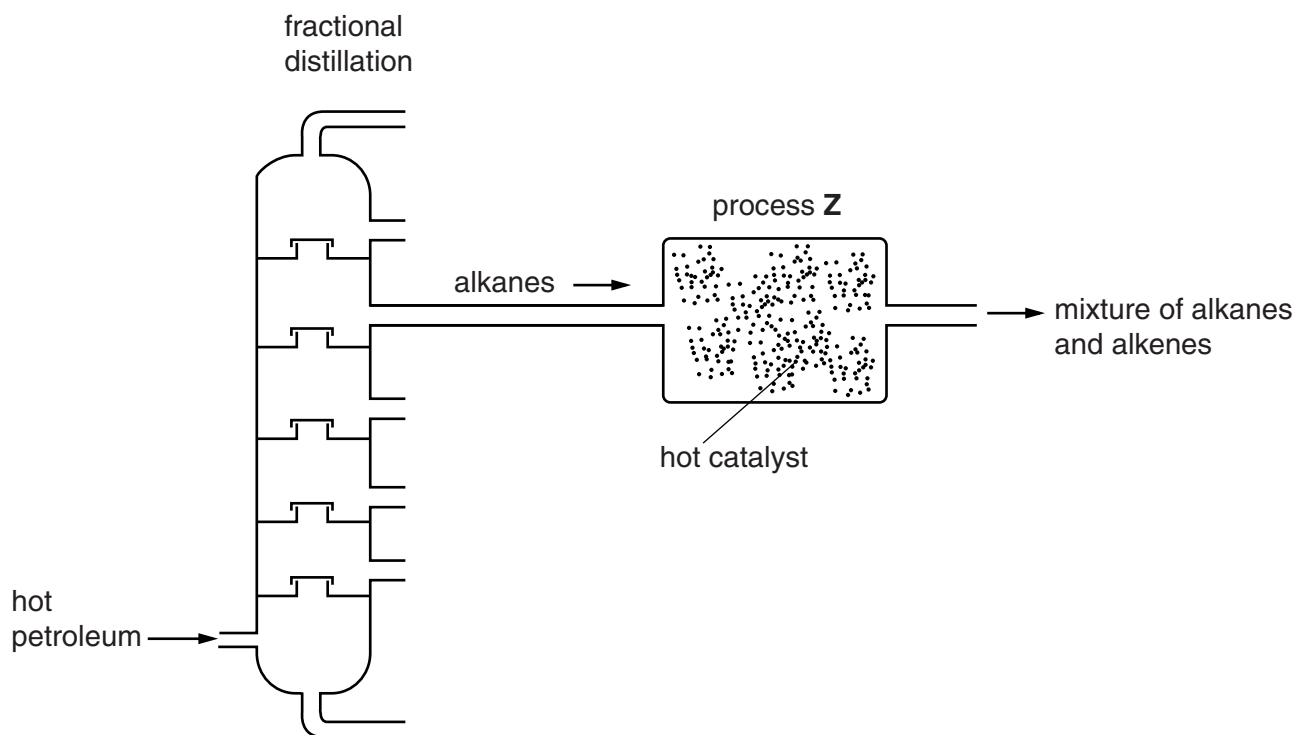 fractional
distillation
process Z
alkanes
mixture of alkanes
and alkenes
hot catalyst
hot
petroleum